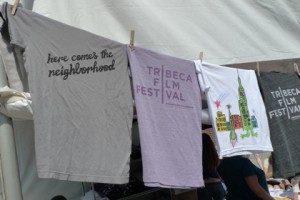 here comes the
neighborhood
TRIBECA
FILM
FESTIVAL
TRIBECA
FILM
FESTIVAL